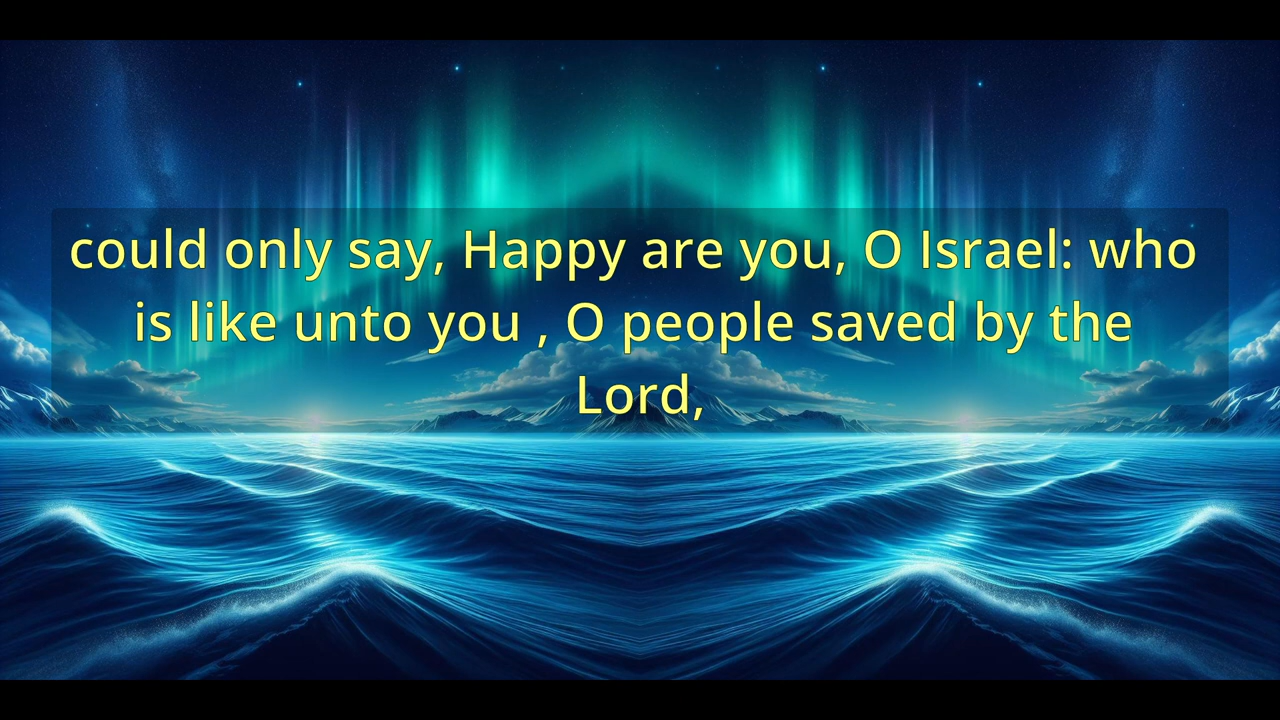 could only say, Happy are you, O Israel: who
is like unto you , O people saved by the
Lord,